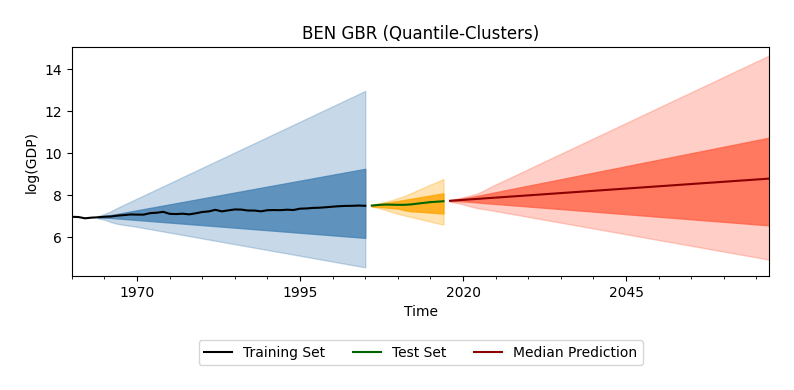 BEN GBR (Quantile-Clusters)
14
12
10
8
6
log(GDP)
1970 1995 2020 2045
Time
Training Set Test Set Median Prediction